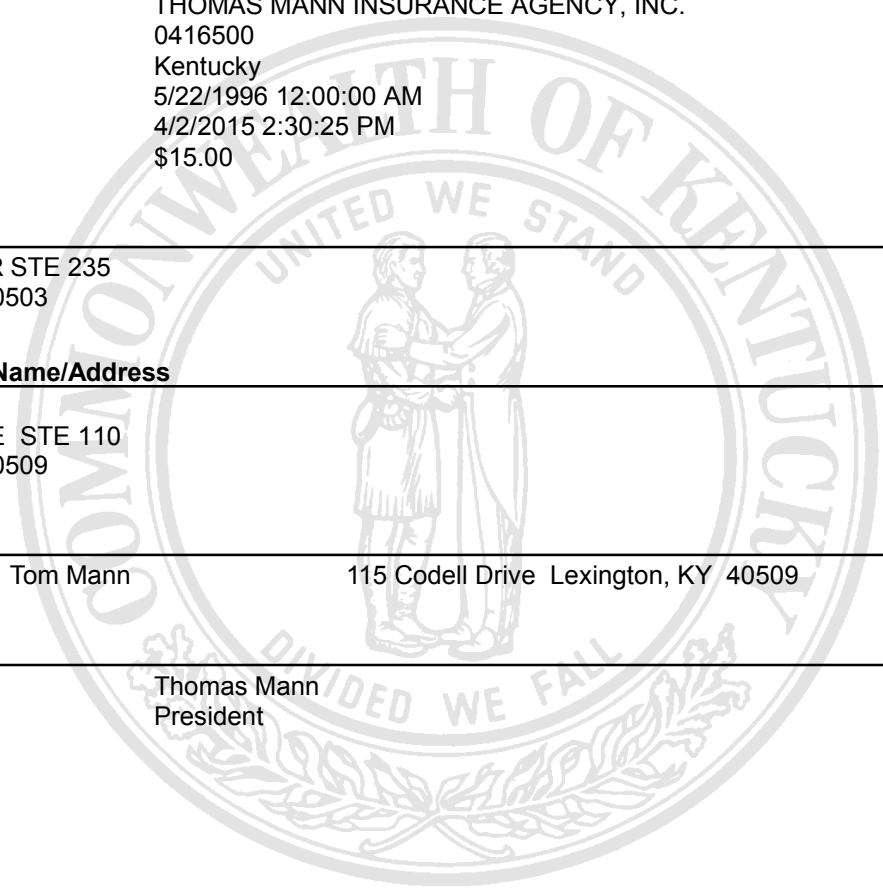 THOMAS MANN INSURANCE AGENCY, INC.
0416500
Kentucky
5/22/1996 12:00:00 AM
4/2/2015 2:30:25 PM
$15.00
COMMONWEALTH OF KENTUCKY
UNITED WE STAND
R STE 235
0503
Name/Address
E STE 110
0509
Tom Mann 115 Codell Drive Lexington, KY 40509
DIVIDED WE FALL
Thomas Mann
President